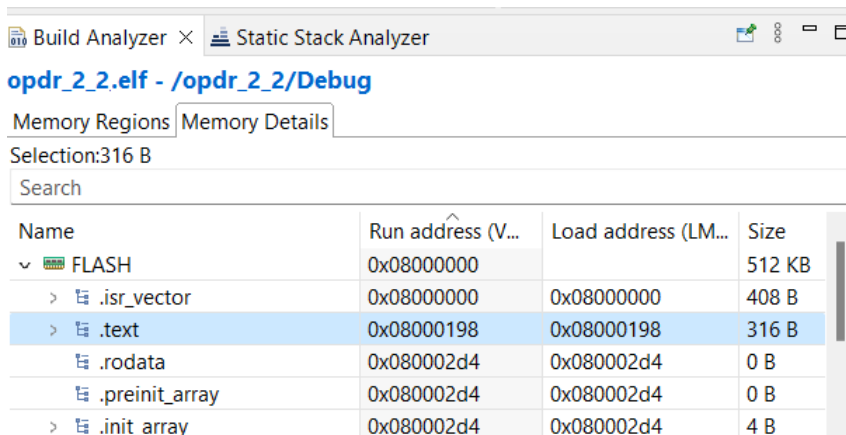 Build Analyzer × Static Stack Analyzer
opdr_2_2.elf - /opdr_2_2/Debug
Memory Regions Memory Details
Selection:316 B
Search
Name Run address (V... Load address (LM... Size
FLASH 0x08000000 512 KB
.isr_vector 0x08000000 0x08000000 408 B
.text 0x08000198 0x08000198 316 B
.rodata 0x080002d4 0x080002d4 0 B
.preinit_array 0x080002d4 0x080002d4 0 B
.init_array 0x080002d4 0x080002d4 4 B